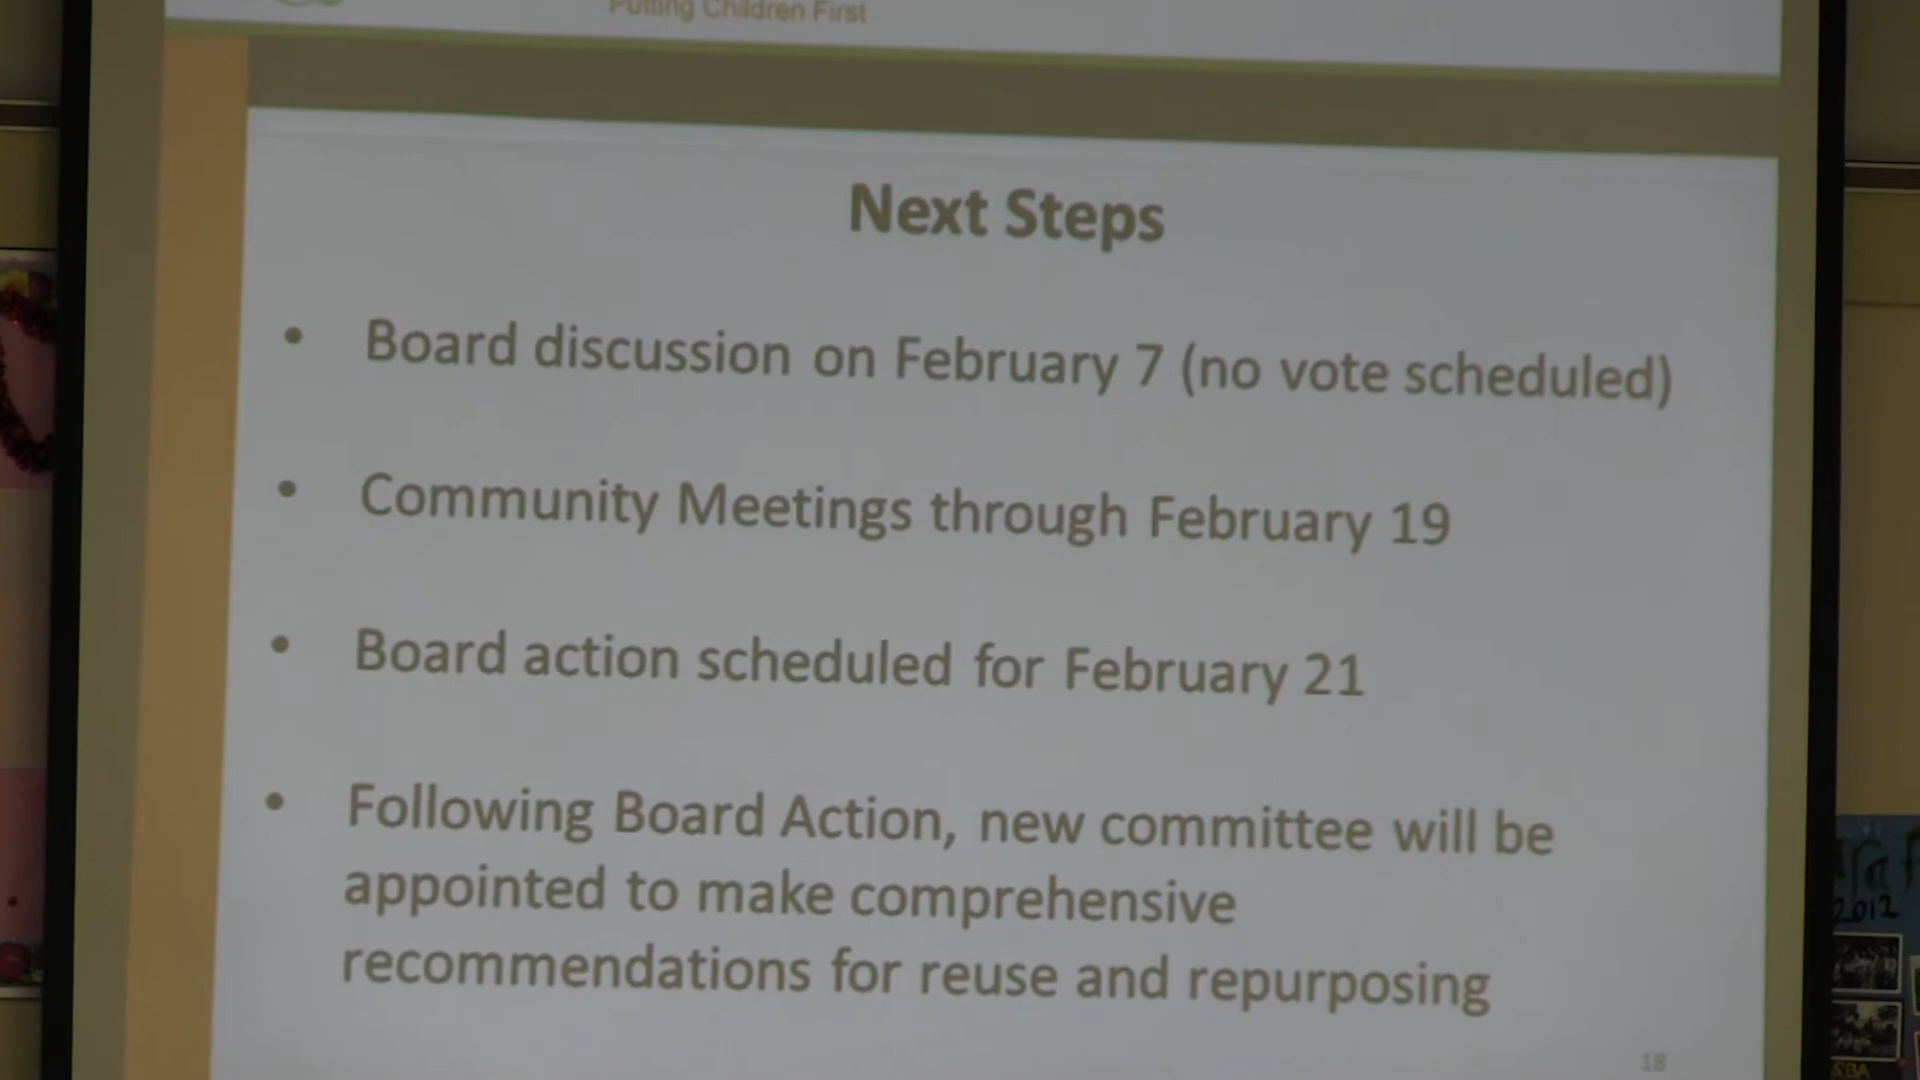 Putting Children First
Next Steps
• Board discussion on February 7 (no vote scheduled)
• Community Meetings through February 19
• Board action scheduled for February 21
• Following Board Action, new committee will be
appointed to make comprehensive
recommendations for reuse and repurposing
18
2012
SBA